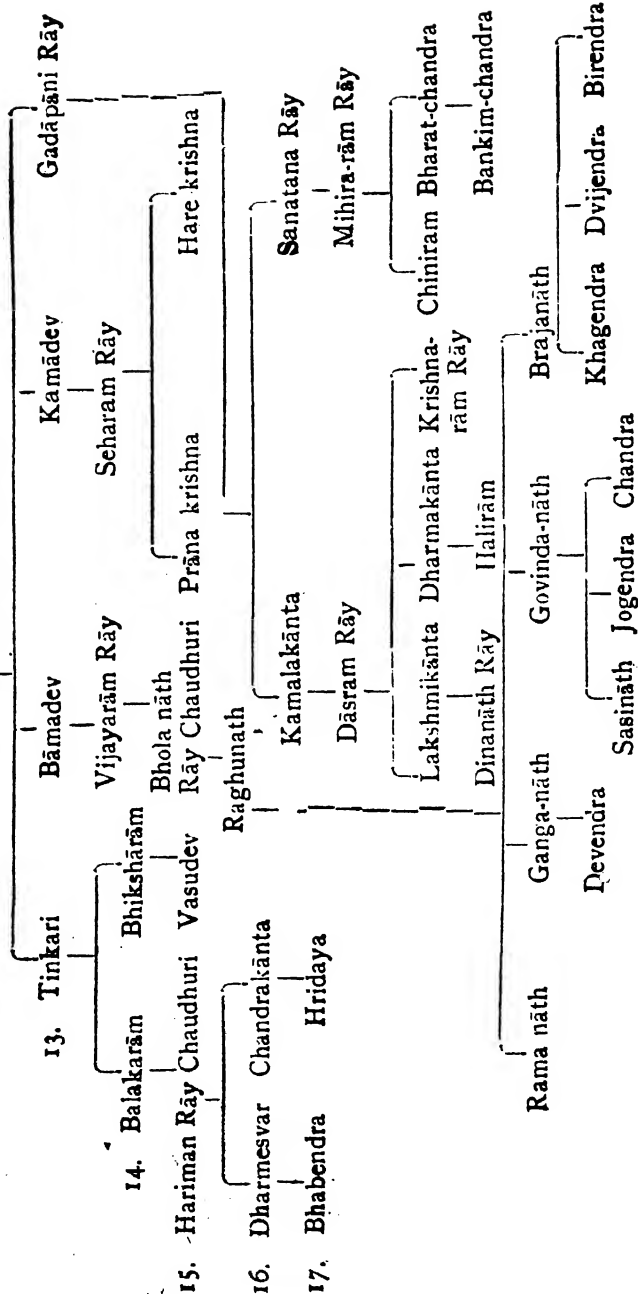 13. Tinkari Bāmadev Kamādev Gadāpāni Rāy
14. Balakarām Bhikshārām Vijayarām Rāy Seharam Rāy
15. Hariman Rāy Chaudhuri Vasudev Bhola nāth Rāy Chaudhuri Prāna krishna Hare krishna
Raghunath
16. Dharmesvar Chandrakānta Kamalakānta Sanatana Rāy
17. Bhabendra Hridaya Dāsram Rāy Mihira-rām Rāy
Lakshmikānta Dharmakānta Krishna-rām Rāy Chiniram Bharat-chandra
Dinanāth Rāy Halirām Bankim-chandra
Rama nāth Ganga-nāth Govinda-nāth Brajanāth
Devendra Sasināth Jogendra Chandra Khagendra Dvijendra Birendra